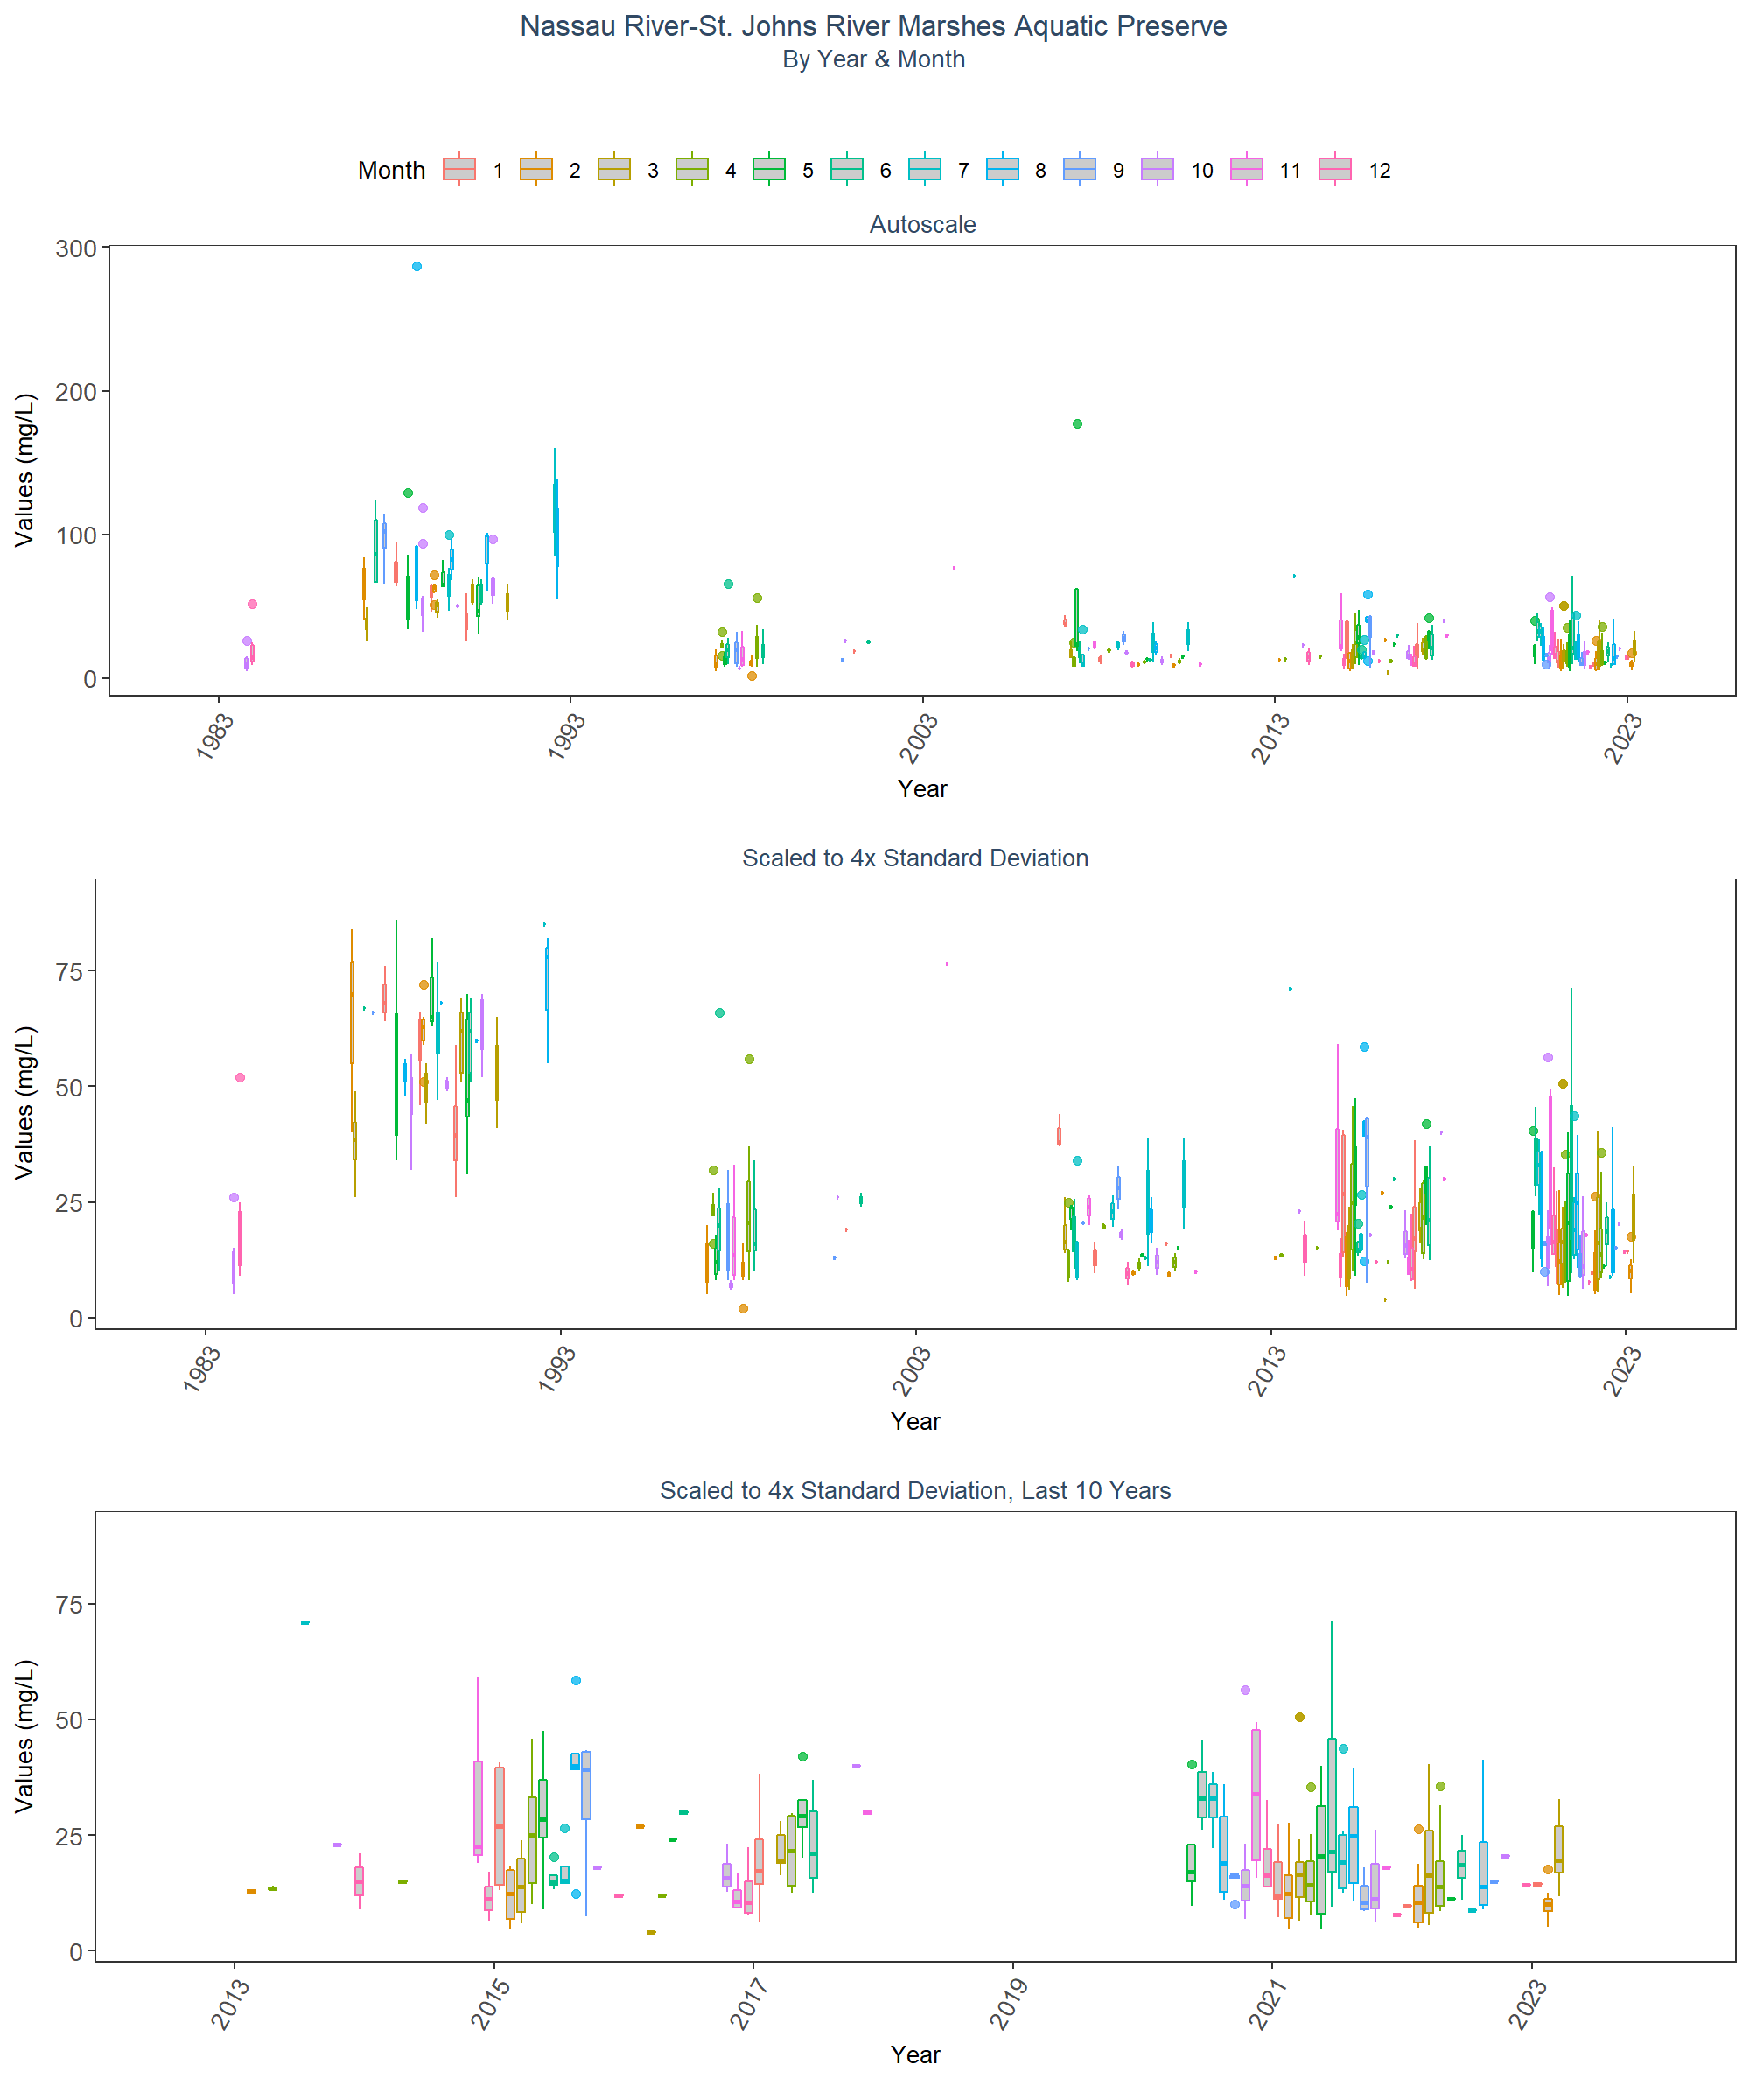 Nassau River-St. Johns River Marshes Aquatic Preserve
By Year & Month
Month 1 2 3 4 5 6 7 8 9 10 11 12
Autoscale
300
200
100
0
Values (mg/L)
1983 1993 2003 2013 2023
Year
Scaled to 4x Standard Deviation
75
50
25
0
Values (mg/L)
1983 1993 2003 2013 2023
Year
Scaled to 4x Standard Deviation, Last 10 Years
75
50
25
0
Values (mg/L)
2013 2015 2017 2019 2021 2023
Year